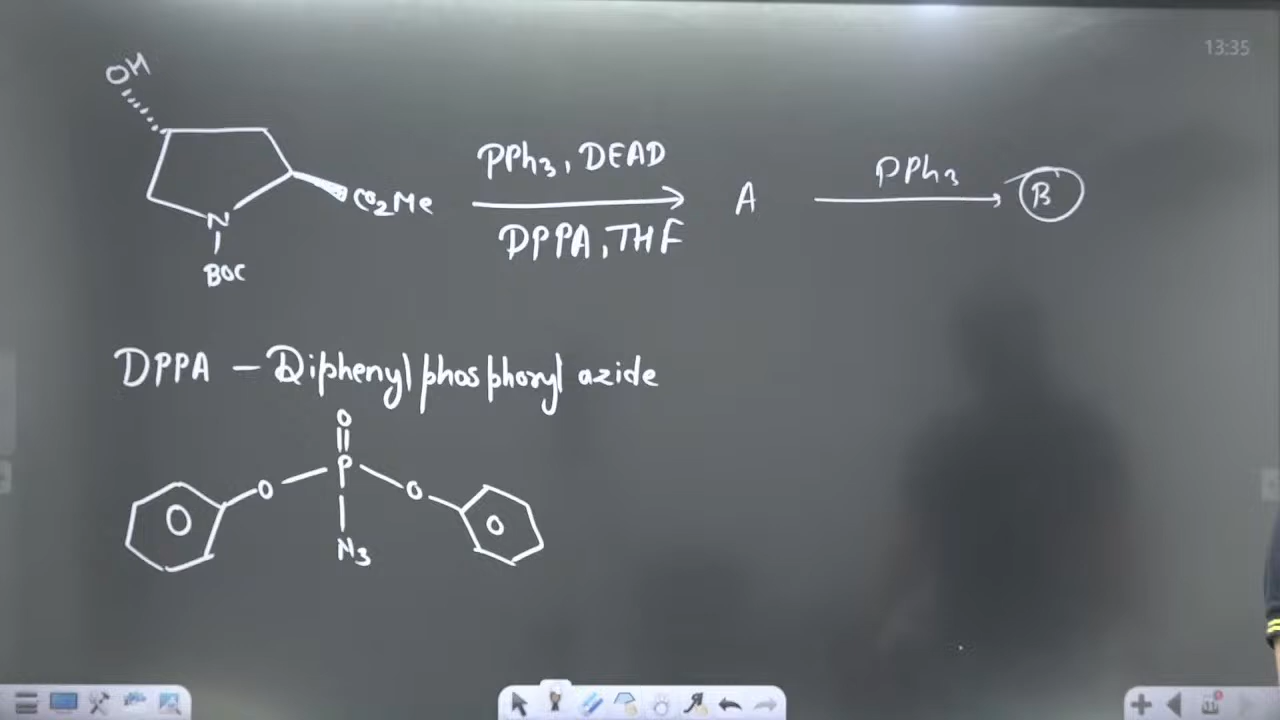 13:35
OH
PPh3, DEAD
PPh3
CO2Me
A
B
N
DPPA, THF
BOC
DPPA – Diphenyl phosphoryl azide
O
P
O
O
N3